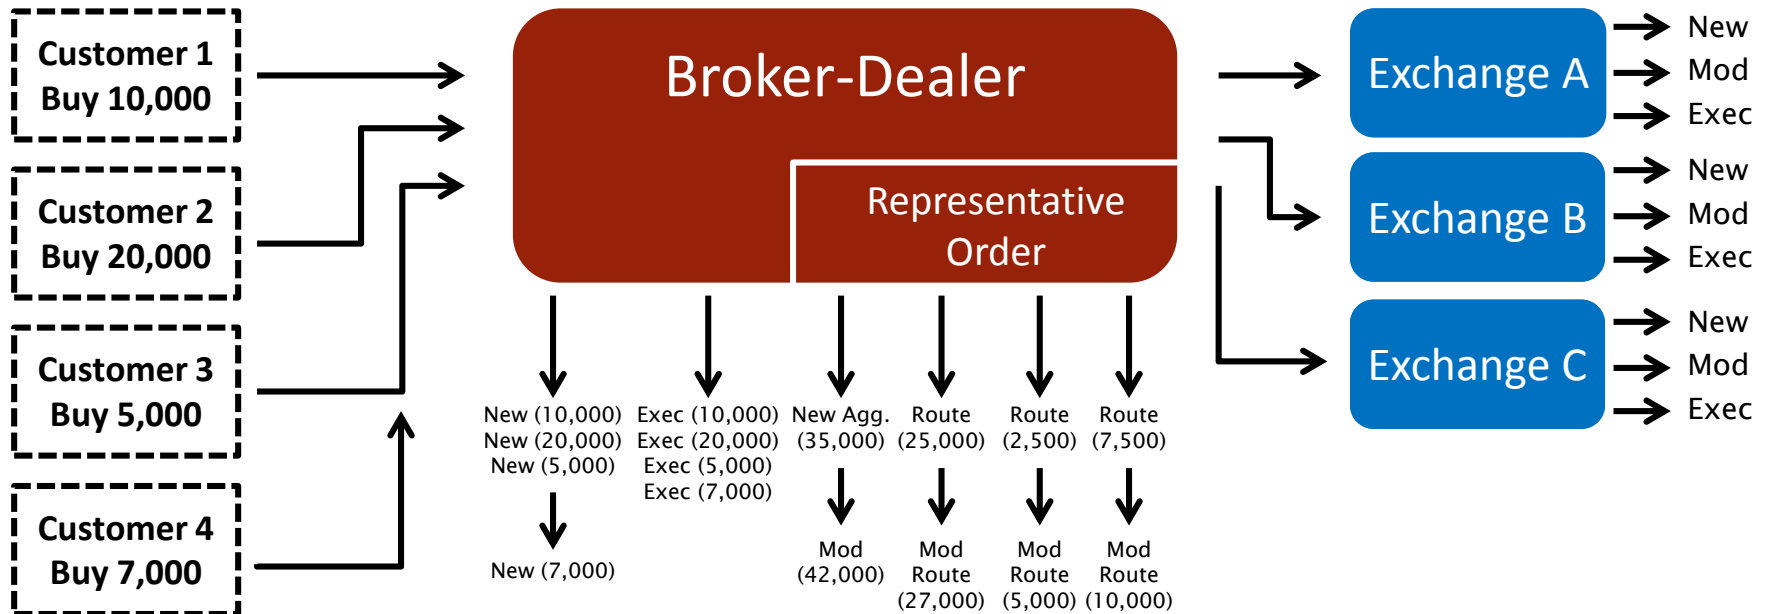 Customer 1
Buy 10,000
Customer 2
Buy 20,000
Customer 3
Buy 5,000
Customer 4
Buy 7,000
Broker-Dealer
Representative
Order
New (10,000)
New (20,000)
New (5,000)
New (7,000)
Exec (10,000)
Exec (20,000)
Exec (5,000)
Exec (7,000)
New Agg.
(35,000)
Mod
(42,000)
Route
(25,000)
Mod
Route
(27,000)
Route
(2,500)
Mod
Route
(5,000)
Route
(7,500)
Mod
Route
(10,000)
Exchange A
New
Mod
Exec
Exchange B
New
Mod
Exec
Exchange C
New
Mod
Exec